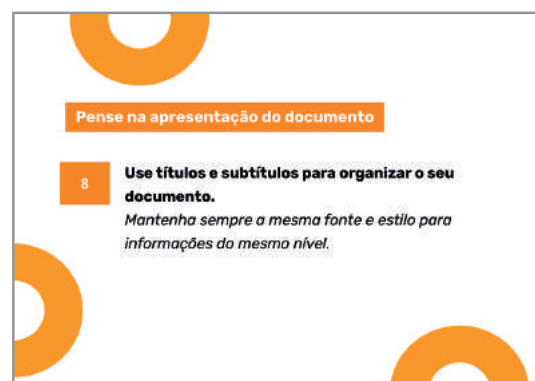 Pense na apresentação do documento
8
Use títulos e subtítulos para organizar o seu
documento.
Mantenha sempre a mesma fonte e estilo para
informações do mesmo nível.